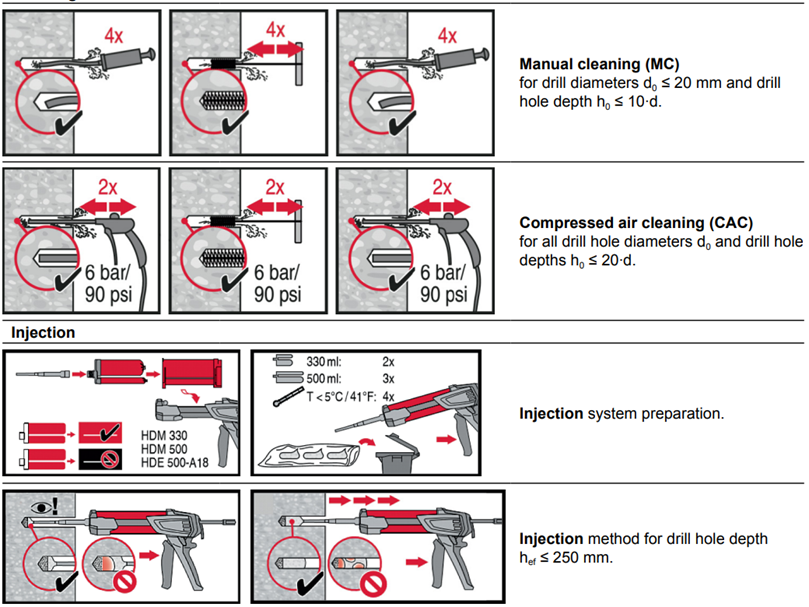 4x
4x
4x
Manual cleaning (MC)
for drill diameters d₀ ≤ 20 mm and drill
hole depth h₀ ≤ 10·d.
2x
6 bar/
90 psi
2x
6 bar/
90 psi
2x
6 bar/
90 psi
Compressed air cleaning (CAC)
for all drill hole diameters d₀ and drill hole
depths h₀ ≤ 20·d.
Injection
HDM 330
HDM 500
HDE 500-A18
330 ml: 2x
500 ml: 3x
T < 5°C / 41°F: 4x
Injection system preparation.
!
Injection method for drill hole depth
hef ≤ 250 mm.